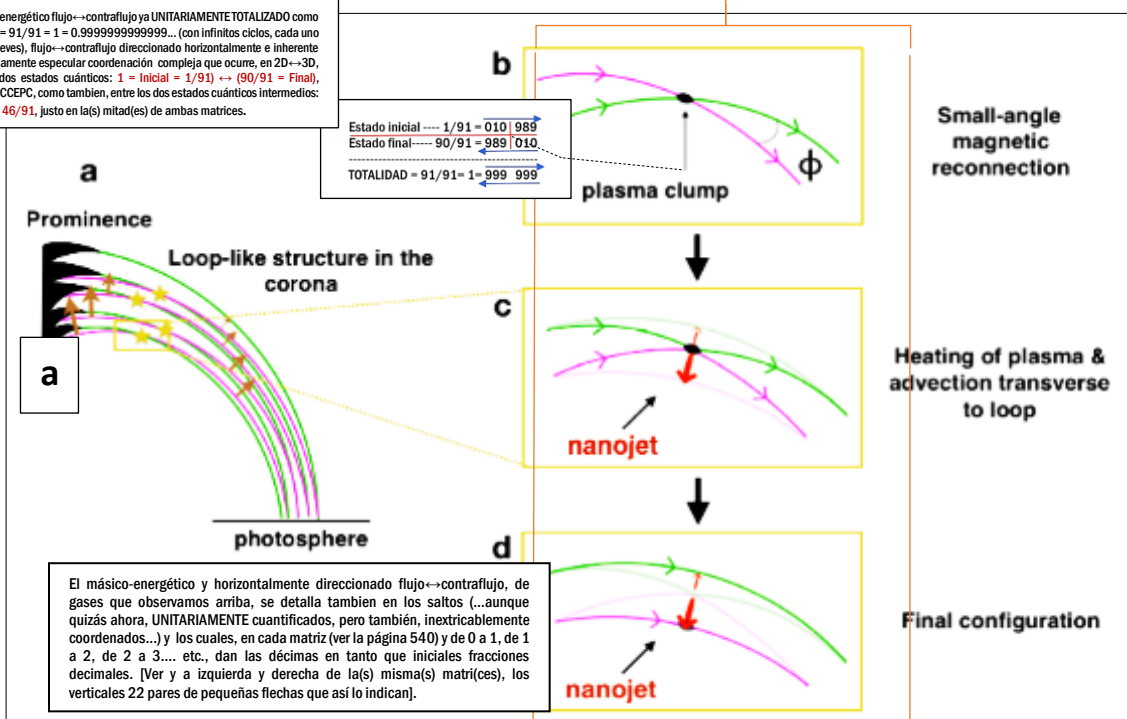 energético flujo↔contraflujo ya UNITARIAMENTE TOTALIZADO como
= 91/91 = 1 = 0.9999999999999... (con infinitos ciclos, cada uno
eves), flujo↔contraflujo direccionado horizontalmente e inherente
amente especular coordenación compleja que ocurre, en 2D↔3D,
dos estados cuánticos: 1 = Inicial = 1/91) ↔ (90/91 = Final),
CCEPC, como tambien, entre los dos estados cuánticos intermedios:
46/91, justo en la(s) mitad(es) de ambas matrices.
Estado inicial ---- 1/91 = 010 989
Estado final----- 90/91 = 989 010
TOTALIDAD = 91/91= 1= 999 999
b
ϕ
plasma clump
Small-angle
magnetic
reconnection
a
Prominence
Loop-like structure in the
corona
a
photosphere
c
nanojet
Heating of plasma &
advection transverse
to loop
d
nanojet
Final configuration
El másico-energético y horizontalmente direccionado flujo↔contraflujo, de
gases que observamos arriba, se detalla tambien en los saltos (...aunque
quizás ahora, UNITARIAMENTE cuantificados, pero también, inextricablemente
coordenados...) y los cuales, en cada matriz (ver la página 540) y de 0 a 1, de 1
a 2, de 2 a 3.... etc., dan las décimas en tanto que iniciales fracciones
decimales. [Ver y a izquierda y derecha de la(s) misma(s) matri(ces), los
verticales 22 pares de pequeñas flechas que así lo indican].